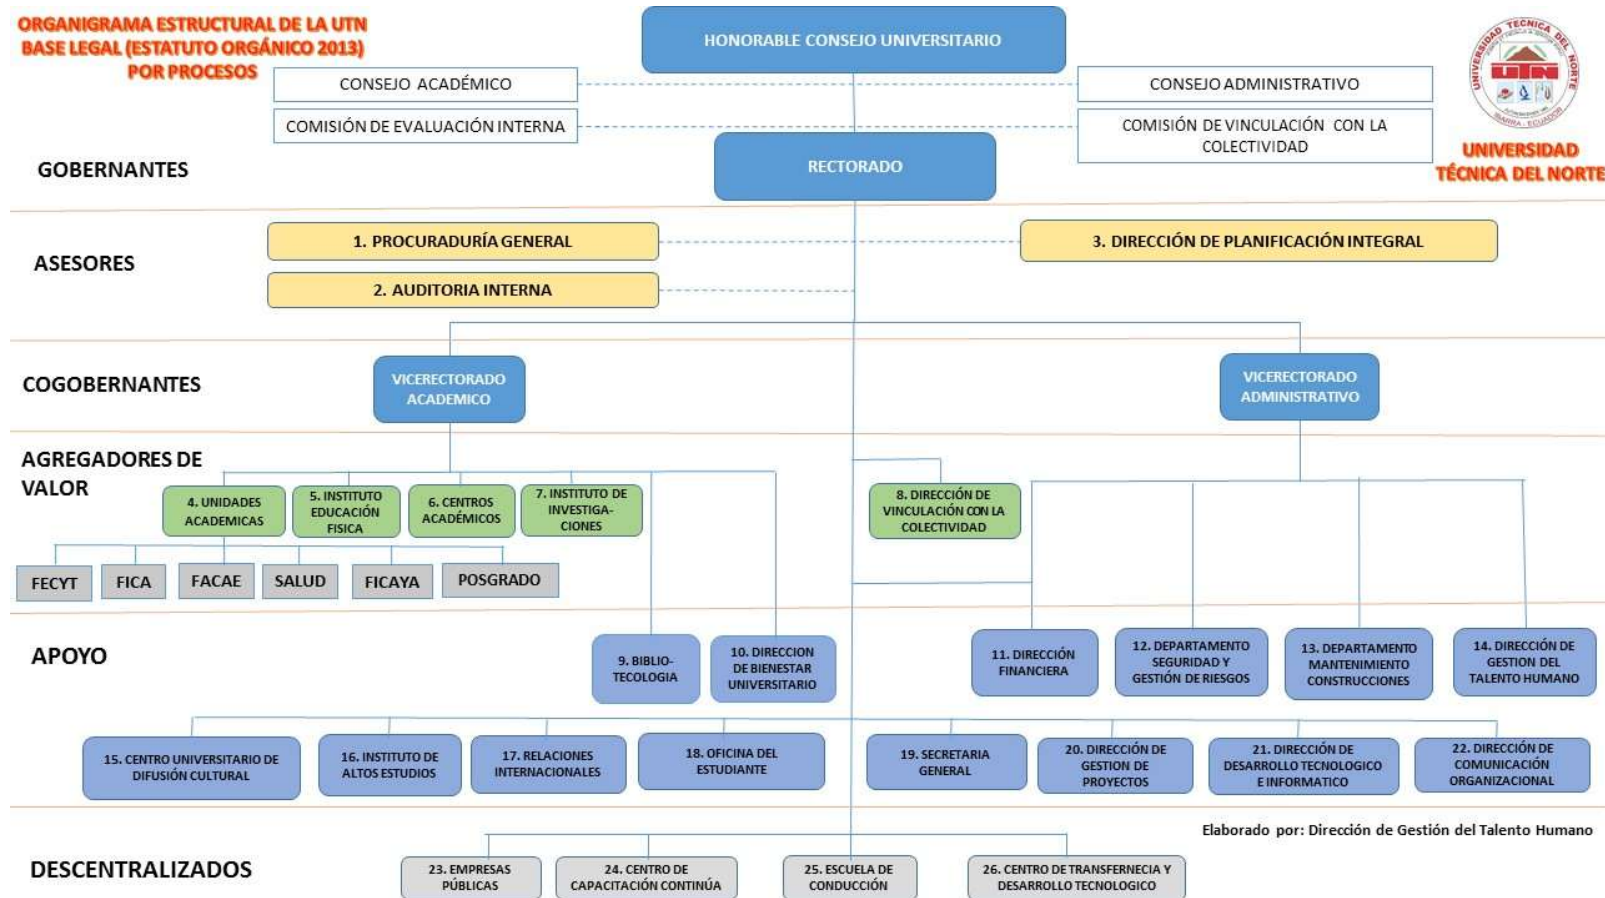 ORGANIGRAMA ESTRUCTURAL DE LA UTN
BASE LEGAL (ESTATUTO ORGÁNICO 2013)
POR PROCESOS
HONORABLE CONSEJO UNIVERSITARIO
UNIVERSIDAD TECNICA DEL NORTE
UTN
IBARRA - ECUADOR
UNIVERSIDAD
TÉCNICA DEL NORTE
CONSEJO ACADÉMICO
CONSEJO ADMINISTRATIVO
COMISIÓN DE EVALUACIÓN INTERNA
COMISIÓN DE VINCULACIÓN CON LA
COLECTIVIDAD
GOBERNANTES
RECTORADO
ASESORES
1. PROCURADURÍA GENERAL
3. DIRECCIÓN DE PLANIFICACIÓN INTEGRAL
2. AUDITORIA INTERNA
COGOBERNANTES
VICERECTORADO
ACADEMICO
VICERECTORADO
ADMINISTRATIVO
AGREGADORES DE
VALOR
4. UNIDADES
ACADEMICAS
5. INSTITUTO
EDUCACIÓN
FISICA
6. CENTROS
ACADÉMICOS
7. INSTITUTO DE
INVESTIGA-
CIONES
8. DIRECCIÓN DE
VINCULACIÓN CON LA
COLECTIVIDAD
FECYT
FICA
FACAE
SALUD
FICAYA
POSGRADO
APOYO
9. BIBLIO-
TECOLOGIA
10. DIRECCION
DE BIENESTAR
UNIVERSITARIO
11. DIRECCIÓN
FINANCIERA
12. DEPARTAMENTO
SEGURIDAD Y
GESTIÓN DE RIESGOS
13. DEPARTAMENTO
MANTENIMIENTO
CONSTRUCCIONES
14. DIRECCIÓN DE
GESTION DEL
TALENTO HUMANO
15. CENTRO UNIVERSITARIO DE
DIFUSIÓN CULTURAL
16. INSTITUTO DE
ALTOS ESTUDIOS
17. RELACIONES
INTERNACIONALES
18. OFICINA DEL
ESTUDIANTE
19. SECRETARIA
GENERAL
20. DIRECCIÓN DE
GESTION DE
PROYECTOS
21. DIRECCIÓN DE
DESARROLLO TECNOLOGICO
E INFORMATICO
22. DIRECCIÓN DE
COMUNICACIÓN
ORGANIZACIONAL
Elaborado por: Dirección de Gestión del Talento Humano
DESCENTRALIZADOS
23. EMPRESAS
PÚBLICAS
24. CENTRO DE
CAPACITACIÓN CONTINÚA
25. ESCUELA DE
CONDUCCIÓN
26. CENTRO DE TRANSFERNECIA Y
DESARROLLO TECNOLOGICO